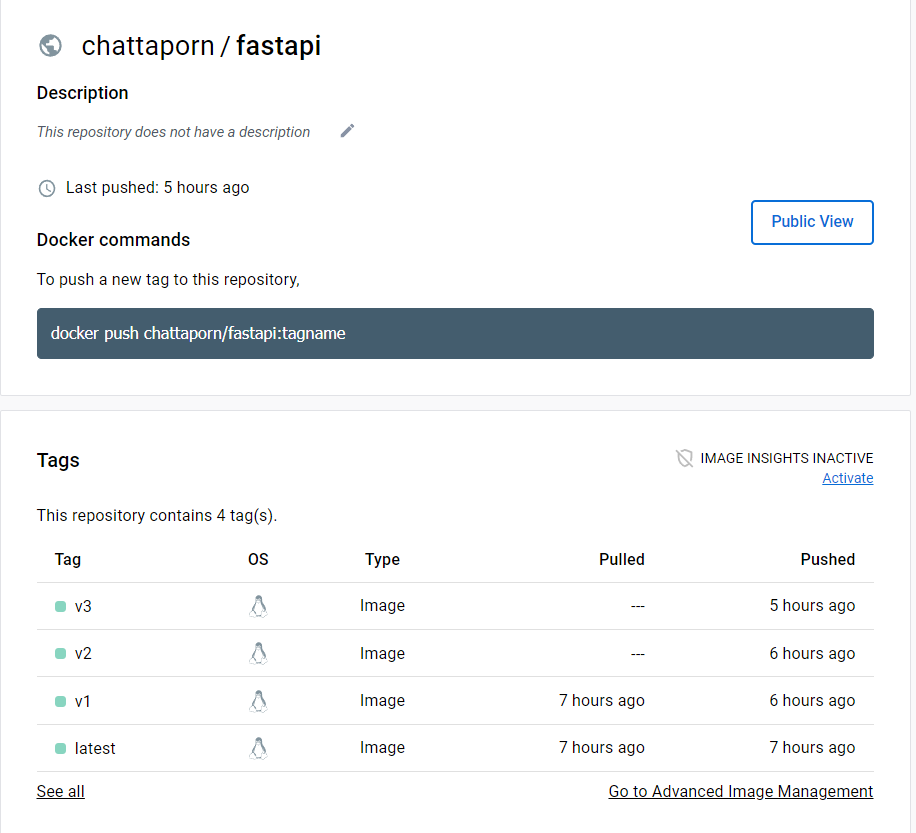 chattaporn / fastapi
Description
This repository does not have a description
Last pushed: 5 hours ago
Public View
Docker commands
To push a new tag to this repository,
docker push chattaporn/fastapi:tagname
Tags
IMAGE INSIGHTS INACTIVE
Activate
This repository contains 4 tag(s).
Tag OS Type Pulled Pushed
v3 Image --- 5 hours ago
v2 Image --- 6 hours ago
v1 Image 7 hours ago 6 hours ago
latest Image 7 hours ago 7 hours ago
See all Go to Advanced Image Management